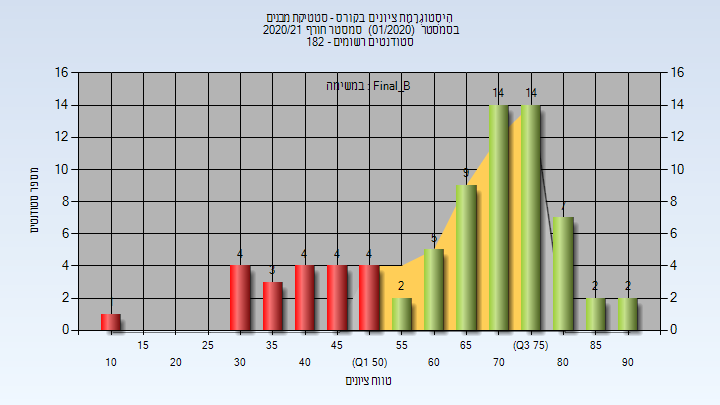 היסטוגרמת ציונים בקורס - סטטיקת מבנים
בסמסטר (01/2020) סמסטר חורף 2020/21
סטודנטים רשומים - 182
במשימה : Final_B
מספר סטודנטים
16 14 12 10 8 6 4 2 0
16 14 12 10 8 6 4 2 0
1 4 3 4 4 4 2 5 9 14 14 7 2 2
15 25 35 45 55 65 (Q3 75) 85
10 20 30 40 (Q1 50) 60 70 80 90
טווח ציונים